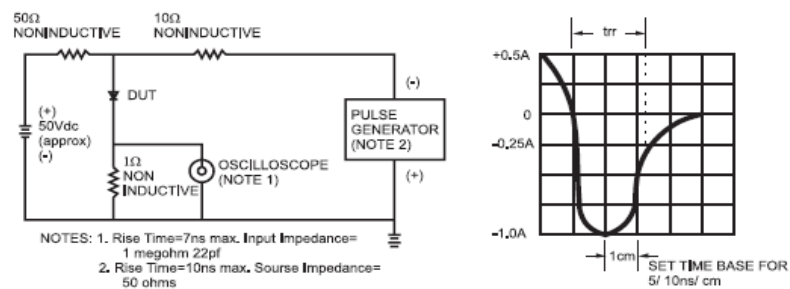 50Ω
NONINDUCTIVE
10Ω
NONINDUCTIVE
DUT
(+)
50Vdc
(approx)
(-)
1Ω
NON
INDUCTIVE
OSCILLOSCOPE
(NOTE 1)
(-)
PULSE
GENERATOR
(NOTE 2)
(+)
NOTES: 1. Rise Time=7ns max. Input Impedance=
1 megohm 22pf
2. Rise Time=10ns max. Sourse Impedance=
50 ohms
trr
+0.5A
0
-0.25A
-1.0A
1cm
SET TIME BASE FOR
5/ 10ns/ cm